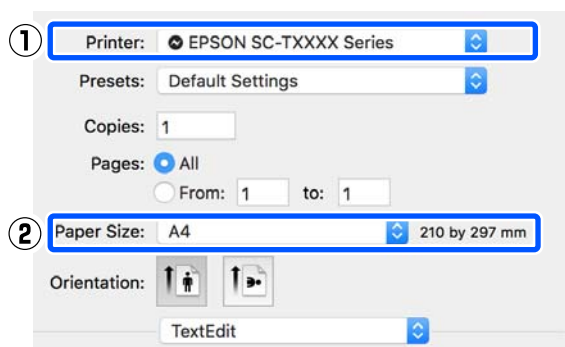 ① Printer: EPSON SC-TXXXX Series
Presets: Default Settings
Copies: 1
Pages: All
From: 1 to: 1
② Paper Size: A4 210 by 297 mm
Orientation:
TextEdit